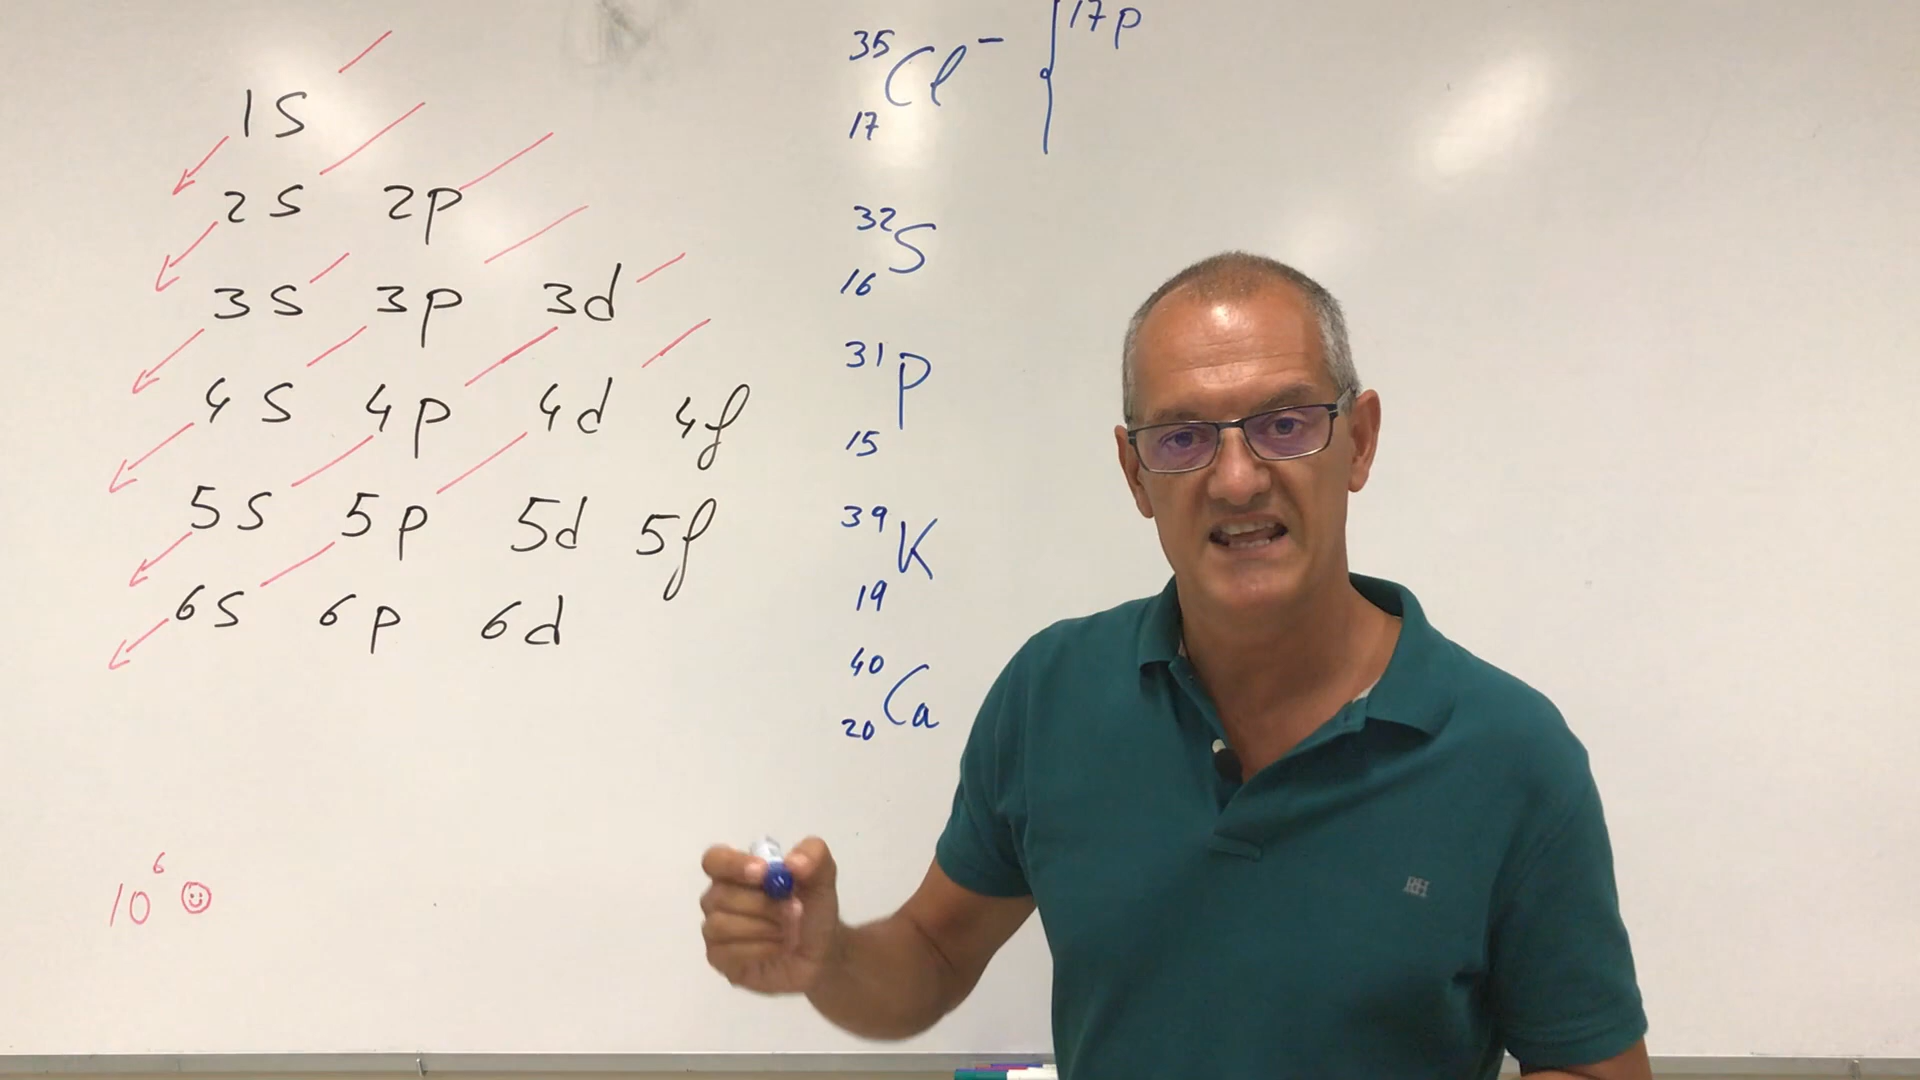 1s
2s 2p
3s 3p 3d
4s 4p 4d 4f
5s 5p 5d 5f
6s 6p 6d
10⁶ ☺
³⁵₁₇Cl⁻ { 17p
³²₁₆S
³¹₁₅P
³⁹₁₉K
⁴⁰₂₀Ca